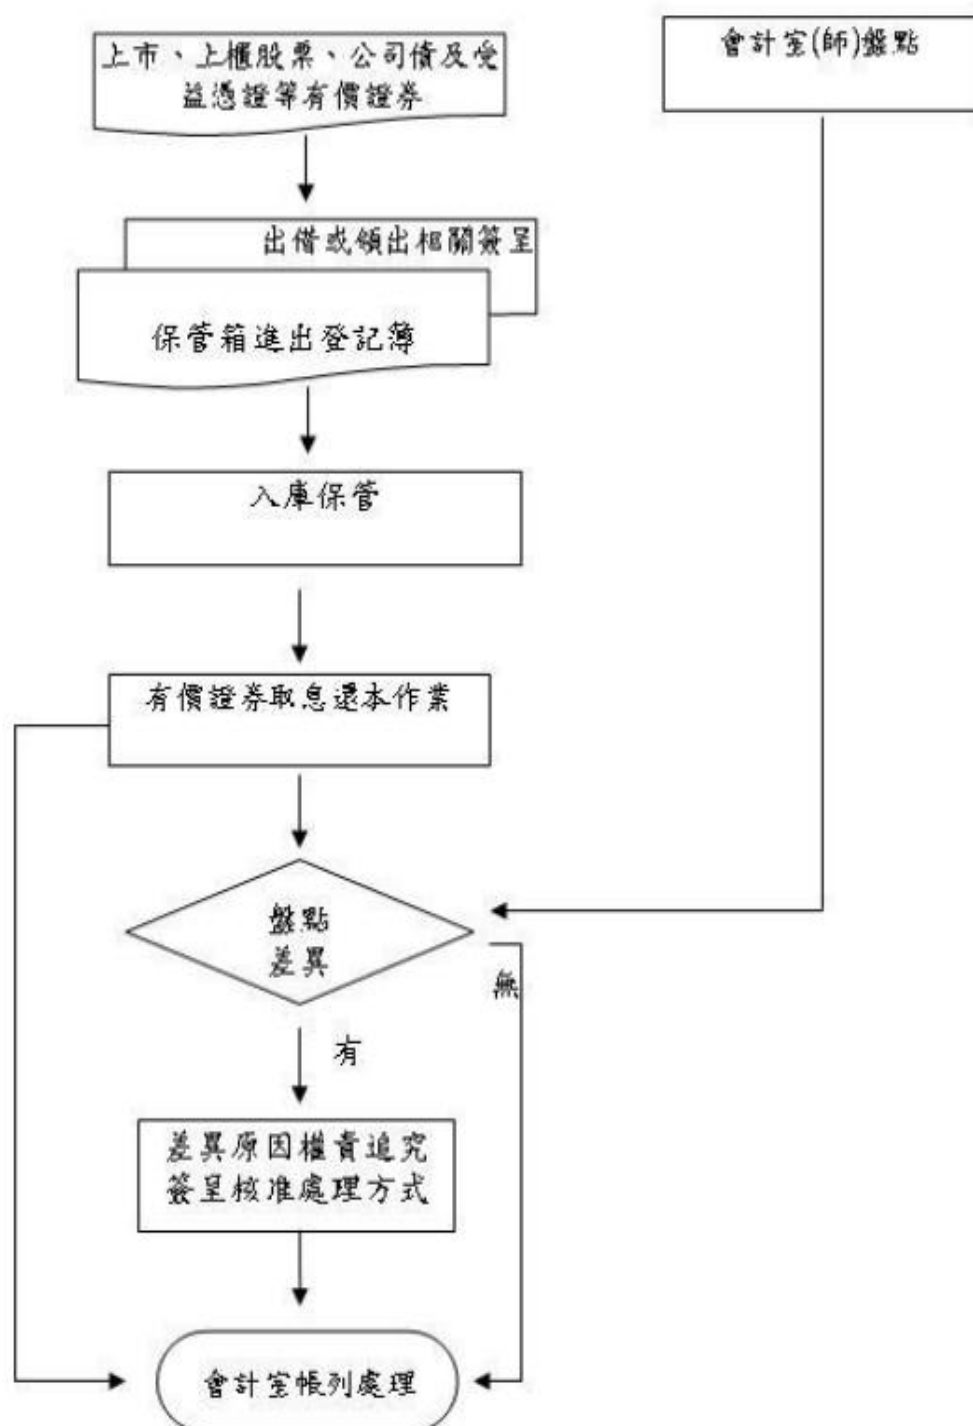 上市、上櫃股票、公司債及受
益憑證等有價證券
會計室(師)盤點
出借或領出相關簽呈
保管箱進出登記簿
入庫保管
有價證券取息還本作業
盤點
差異
無
有
差異原因權責追究
簽呈核准處理方式
會計室帳列處理